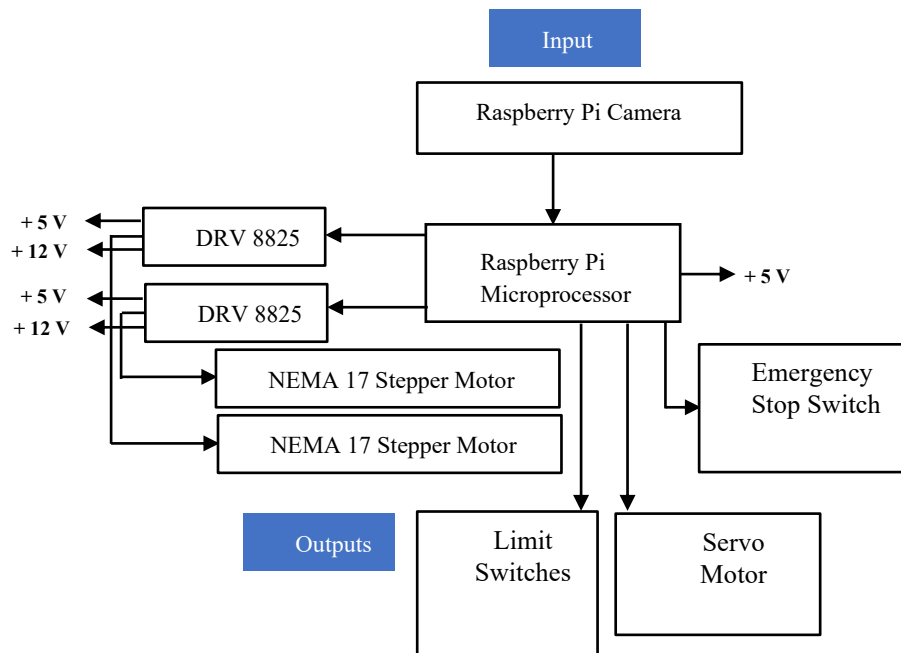 Input
Raspberry Pi Camera
+ 5 V
DRV 8825
+ 12 V
Raspberry Pi
Microprocessor
+ 5 V
+ 5 V
DRV 8825
+ 12 V
NEMA 17 Stepper Motor
Emergency
Stop Switch
NEMA 17 Stepper Motor
Outputs
Limit
Switches
Servo
Motor